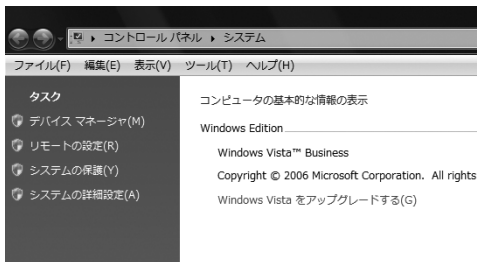 コントロール パネル ▸ システム
ファイル(F) 編集(E) 表示(V) ツール(T) ヘルプ(H)
タスク
デバイス マネージャ(M)
リモートの設定(R)
システムの保護(Y)
システムの詳細設定(A)
コンピュータの基本的な情報の表示
Windows Edition
Windows Vista™ Business
Copyright © 2006 Microsoft Corporation. All rights
Windows Vista をアップグレードする(G)